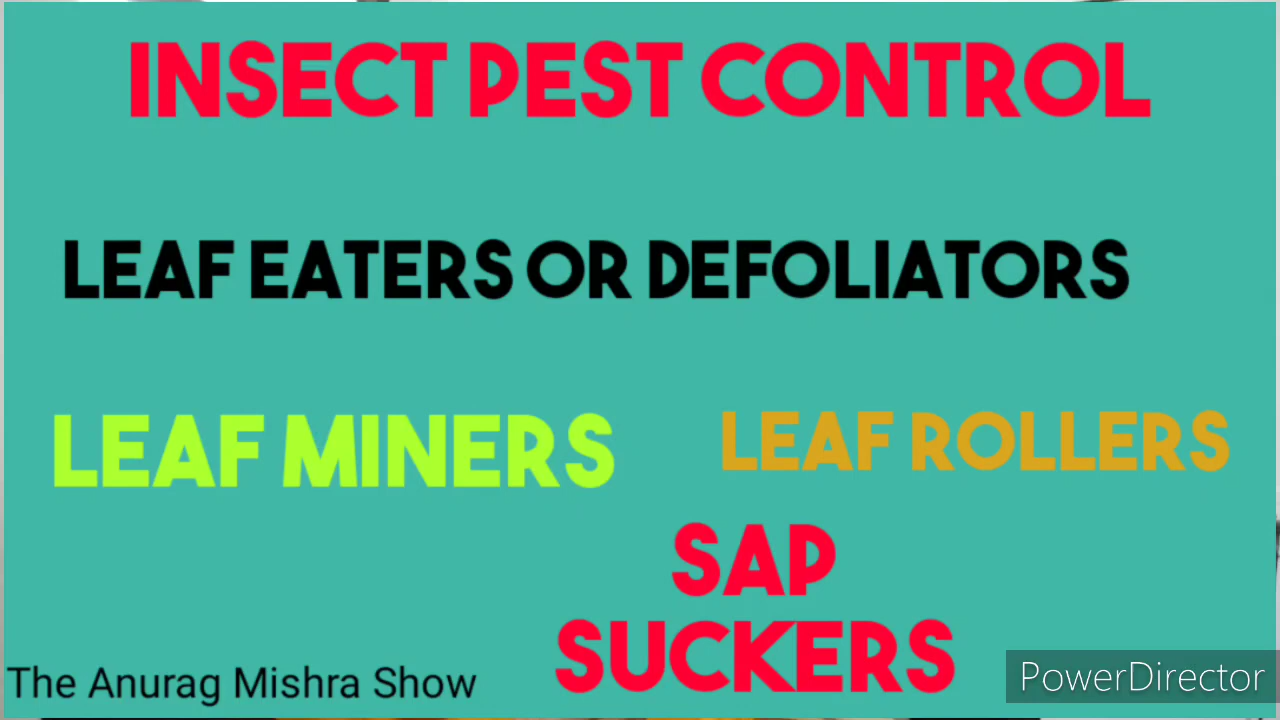 INSECT PEST CONTROL
LEAF EATERS OR DEFOLIATORS
LEAF MINERS
LEAF ROLLERS
SAP
SUCKERS
The Anurag Mishra Show
PowerDirector